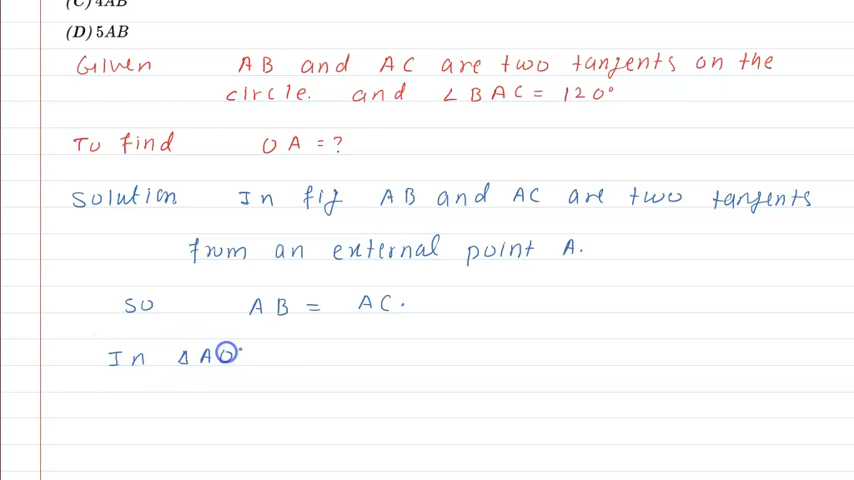 (C) 4AB
(D) 5AB
Given AB and AC are two tangents on the
circle. and ∠BAC = 120°
To find OA = ?
Solution In fig AB and AC are two tangents
from an external point A.
So AB = AC.
In ΔAO